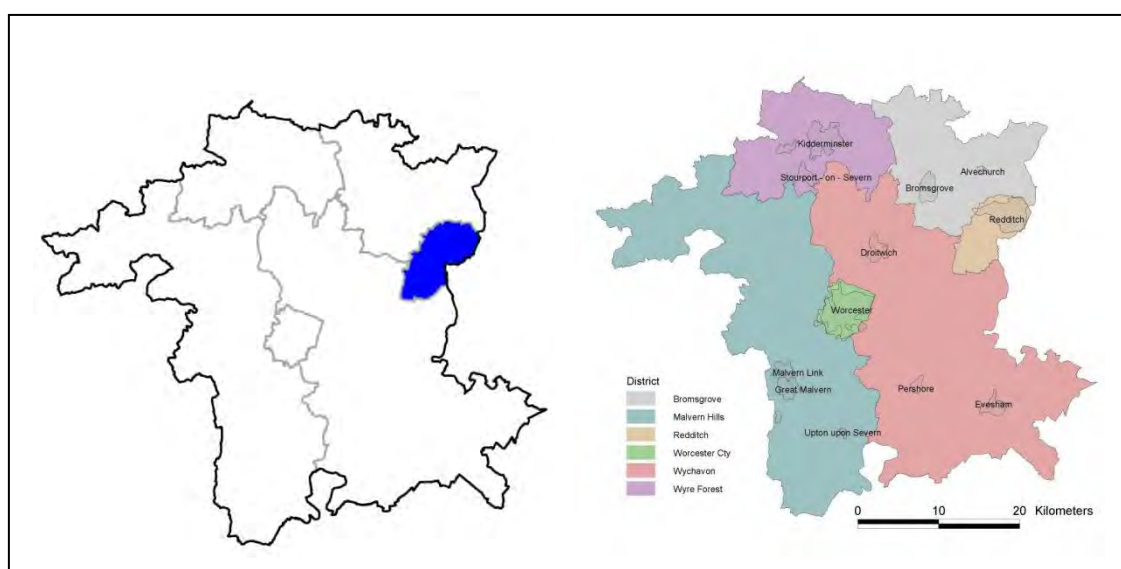 Kidderminster
Stourport - on - Severn
Bromsgrove
Alvechurch
Redditch
Droitwich
Worcester
Malvern Link
Great Malvern
Pershore
Evesham
Upton upon Severn
District
Bromsgrove
Malvern Hills
Redditch
Worcester Cty
Wychavon
Wyre Forest
0 10 20 Kilometers